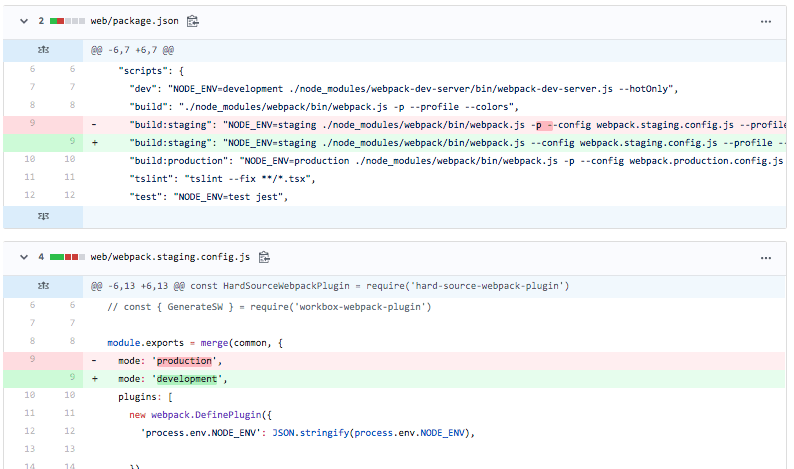 2 web/package.json
@@ -6,7 +6,7 @@
6 6 "scripts": {
7 7 "dev": "NODE_ENV=development ./node_modules/webpack-dev-server/bin/webpack-dev-server.js --hotOnly",
8 8 "build": "./node_modules/webpack/bin/webpack.js -p --profile --colors",
9 - "build:staging": "NODE_ENV=staging ./node_modules/webpack/bin/webpack.js -p --config webpack.staging.config.js --profile
9 + "build:staging": "NODE_ENV=staging ./node_modules/webpack/bin/webpack.js --config webpack.staging.config.js --profile --
10 10 "build:production": "NODE_ENV=production ./node_modules/webpack/bin/webpack.js -p --config webpack.production.config.js
11 11 "tslint": "tslint --fix **/*.tsx",
12 12 "test": "NODE_ENV=test jest",
4 web/webpack.staging.config.js
@@ -6,13 +6,13 @@ const HardSourceWebpackPlugin = require('hard-source-webpack-plugin')
6 6 // const { GenerateSW } = require('workbox-webpack-plugin')
7 7
8 8 module.exports = merge(common, {
9 - mode: 'production',
9 + mode: 'development',
10 10 plugins: [
11 11 new webpack.DefinePlugin({
12 12 'process.env.NODE_ENV': JSON.stringify(process.env.NODE_ENV),
13 13
14 14 })